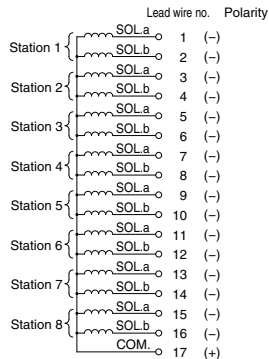 Lead wire no. Polarity
Station 1 SOL.a 1 (–)
SOL.b 2 (–)
Station 2 SOL.a 3 (–)
SOL.b 4 (–)
Station 3 SOL.a 5 (–)
SOL.b 6 (–)
Station 4 SOL.a 7 (–)
SOL.b 8 (–)
Station 5 SOL.a 9 (–)
SOL.b 10 (–)
Station 6 SOL.a 11 (–)
SOL.b 12 (–)
Station 7 SOL.a 13 (–)
SOL.b 14 (–)
Station 8 SOL.a 15 (–)
SOL.b 16 (–)
COM. 17 (+)